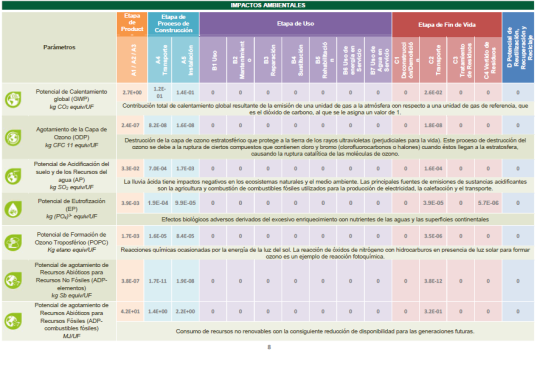 IMPACTOS AMBIENTALES
Parámetros
Etapa de Product
Etapa de Proceso de Construcción
Etapa de Uso
Etapa de Fin de Vida
D Potencial de Reutilización, Recuperación y Reciclaje
A1 / A2 / A3
A4 Transporte
A5 Instalación
B1 Uso
B2 Mantenimiento
B3 Reparación
B4 Sustitución
B5 Rehabilitación
B6 Uso de energía en Servicio
B7 Uso de Agua en Servicio
C1 Deconstrucción/Demolición
C2 Transporte
C3 Tratamiento de Residuos
C4 Vertido de Residuos
Potencial de Calentamiento global (GWP)
kg CO₂ equiv/UF
2.7E+00 1.2E-01 1.6E-01 0 0 0 0 0 0 0 0 2.6E-02 0 0 0
Contribución total de calentamiento global resultante de la emisión de una unidad de gas a la atmósfera con respecto a una unidad de gas de referencia, que
es el dióxido de carbono, al que se le asigna un valor de 1.
Agotamiento de la Capa de Ozono (ODP)
kg CFC 11 equiv/UF
2.4E-07 8.2E-08 1.6E-08 0 0 0 0 0 0 0 0 1.8E-08 0 0 0
Destrucción de la capa de ozono estratosférico que protege a la tierra de los rayos ultravioletas (perjudiciales para la vida). Este proceso de destrucción del
ozono se debe a la ruptura de ciertos compuestos que contienen cloro y bromo (clorofluorocarbonos o halones) cuando éstos llegan a la estratosfera,
causando la ruptura catalítica de las moléculas de ozono.
Potencial de Acidificación del suelo y de los Recursos del agua (AP)
kg SO₂ equiv/UF
3.3E-02 7.0E-04 1.7E-03 0 0 0 0 0 0 0 0 1.6E-04 0 0 0
La lluvia ácida tiene impactos negativos en los ecosistemas naturales y el medio ambiente. Las principales fuentes de emisiones de sustancias acidificantes
son la agricultura y combustión de combustibles fósiles utilizados para la producción de electricidad, la calefacción y el transporte.
Potencial de Eutrofización (EP)
kg (PO₄)³⁻ equiv/UF
3.9E-03 1.9E-04 9.9E-05 0 0 0 0 0 0 0 0 3.9E-05 0 5.7E-06 0
Efectos biológicos adversos derivados del excesivo enriquecimiento con nutrientes de las aguas y las superficies continentales
Potencial de Formación de Ozono Troposférico (POPC)
Kg etano equiv/UF
1.7E-03 1.6E-05 8.4E-05 0 0 0 0 0 0 0 0 3.5E-06 0 0 0
Reacciones químicas ocasionadas por la energía de la luz del sol. La reacción de óxidos de nitrógeno con hidrocarburos en presencia de luz solar para formar
ozono es un ejemplo de reacción fotoquímica.
Potencial de agotamiento de Recursos Abióticos para Recursos No Fósiles (ADP-elementos)
kg Sb equiv/UF
3.8E-07 1.7E-11 1.9E-08 0 0 0 0 0 0 0 0 3.8E-12 0 0 0
Potencial de agotamiento de Recursos Abióticos para Recursos Fósiles (ADP-combustibles fósiles)
MJ/UF
6.2E+01 1.4E+00 2.2E+00 0 0 0 0 0 0 0 0 3.2E-01 0 0 0
Consumo de recursos no renovables con la consiguiente reducción de disponibilidad para las generaciones futuras.
8